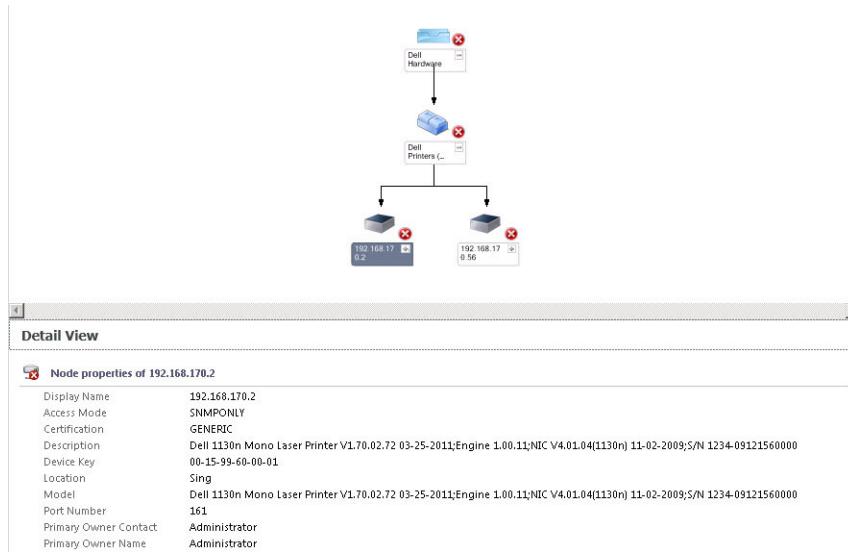 Dell
Hardware
Dell
Printers (...
192.168.17
0.2
192.168.17
0.56
Detail View
Node properties of 192.168.170.2
Display Name 192.168.170.2
Access Mode SNMPONLY
Certification GENERIC
Description Dell 1130n Mono Laser Printer V1.70.02.72 03-25-2011;Engine 1.00.11;NIC V4.01.04(1130n) 11-02-2009;S/N 1234-09121560000
Device Key 00-15-99-60-00-01
Location Sing
Model Dell 1130n Mono Laser Printer V1.70.02.72 03-25-2011;Engine 1.00.11;NIC V4.01.04(1130n) 11-02-2009;S/N 1234-09121560000
Port Number 161
Primary Owner Contact Administrator
Primary Owner Name Administrator